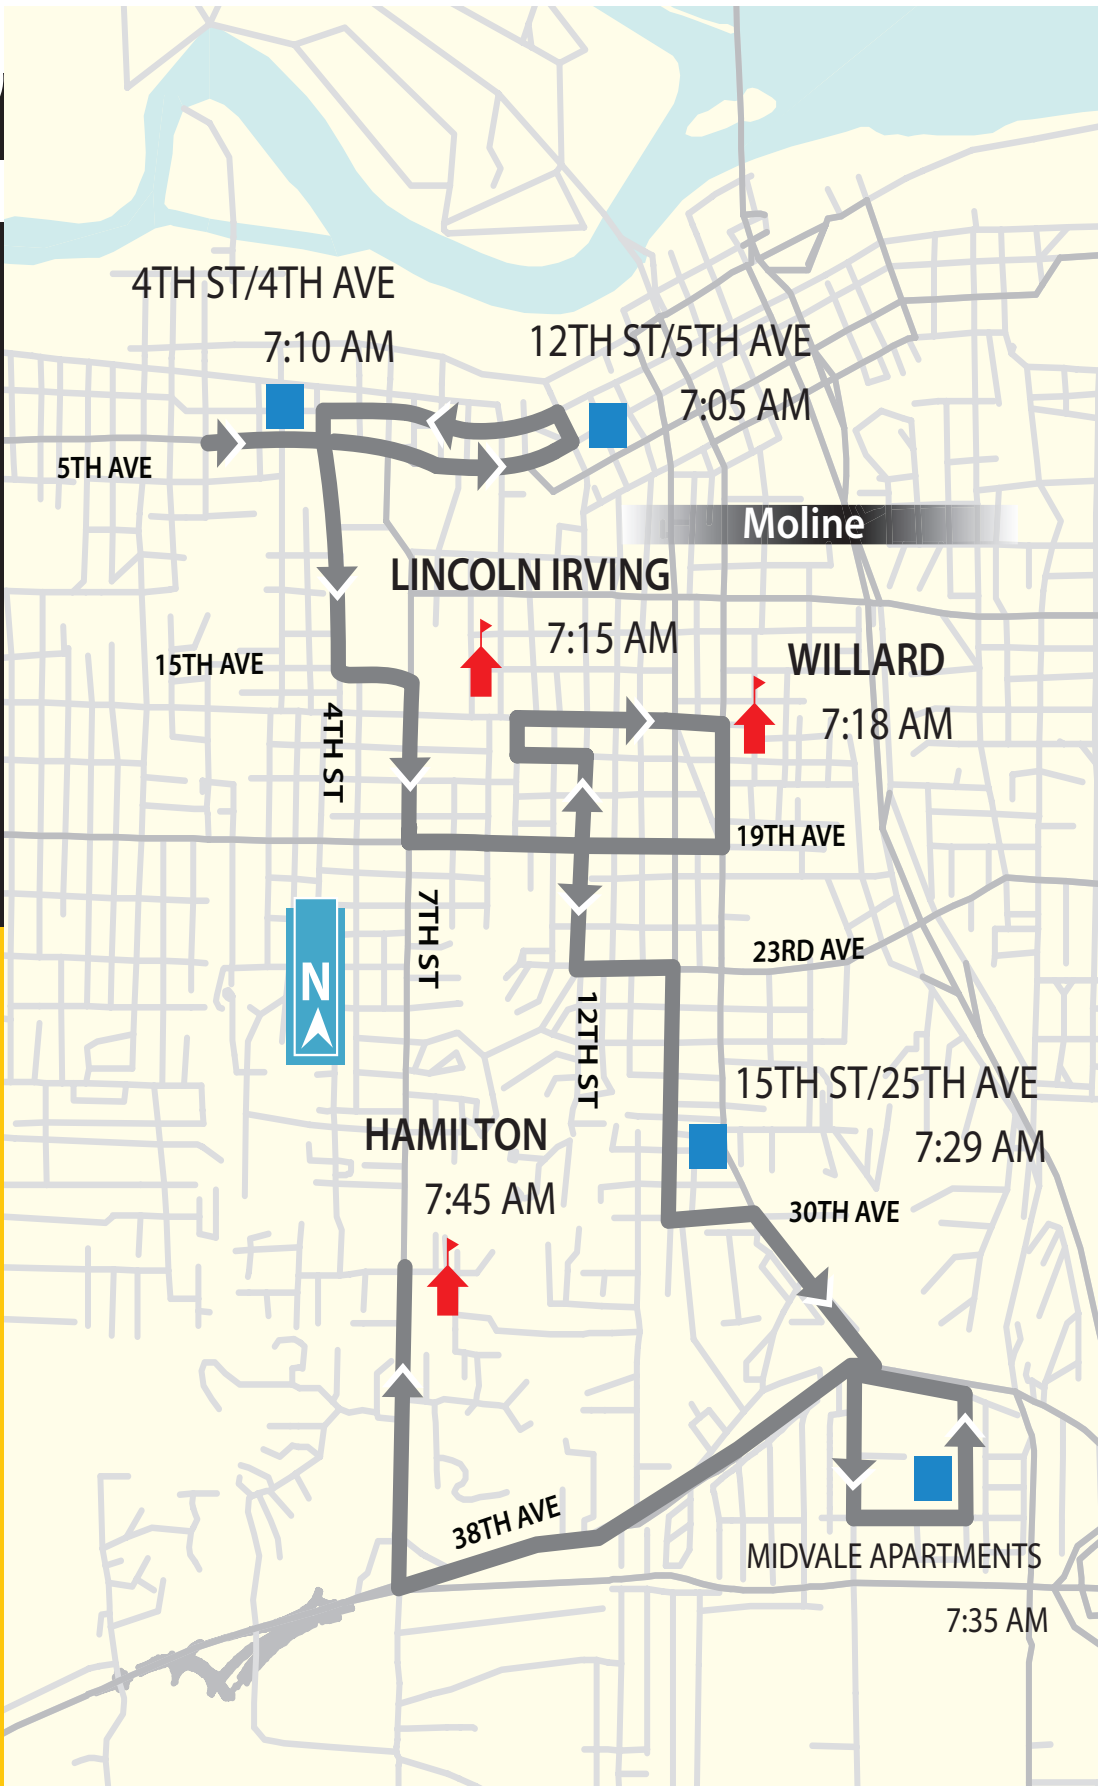 4TH ST/4TH AVE
7:10 AM
12TH ST/5TH AVE
7:05 AM
5TH AVE
Moline
LINCOLN IRVING
7:15 AM
15TH AVE
WILLARD
7:18 AM
4TH ST
19TH AVE
7TH ST
23RD AVE
N
12TH ST
15TH ST/25TH AVE
7:29 AM
HAMILTON
7:45 AM
30TH AVE
38TH AVE
MIDVALE APARTMENTS
7:35 AM